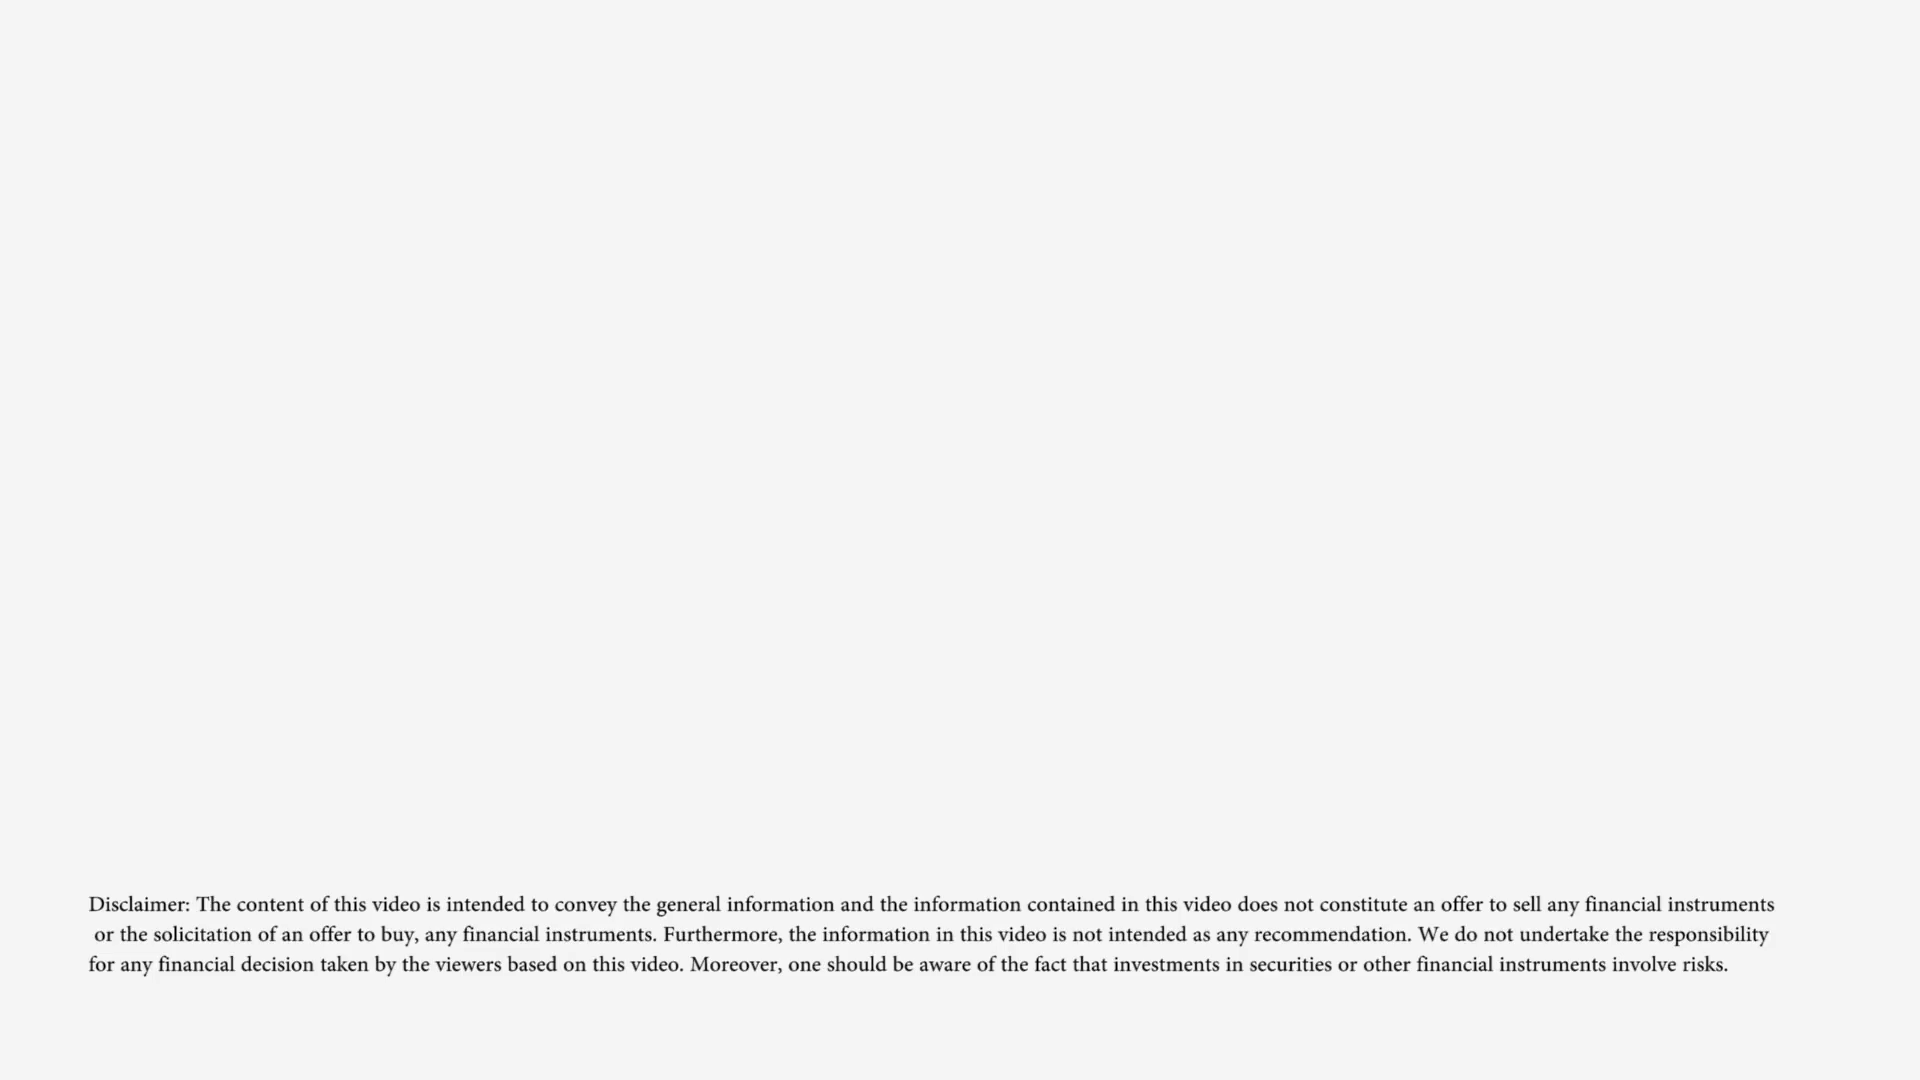 Disclaimer: The content of this video is intended to convey the general information and the information contained in this video does not constitute an offer to sell any financial instruments
or the solicitation of an offer to buy, any financial instruments. Furthermore, the information in this video is not intended as any recommendation. We do not undertake the responsibility
for any financial decision taken by the viewers based on this video. Moreover, one should be aware of the fact that investments in securities or other financial instruments involve risks.